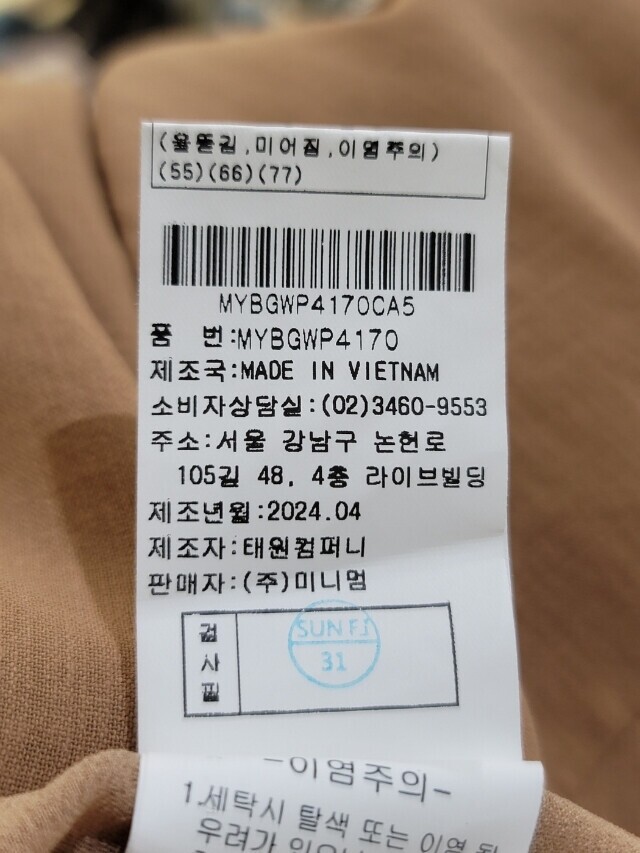 (올뜯김,미어짐,이염주의)
(55)(66)(77)
MYBGWP4170CA5
품 번:MYBGWP4170
제조국:MADE IN VIETNAM
소비자상담실:(02)3460-9553
주소:서울 강남구 논현로
105길 48, 4층 라이브빌딩
제조년월:2024.04
제조자:태원컴퍼니
판매자:(주)미니멈
검사필
SUN FJ
31
-이염주의-
1.세탁시 탈색 또는 이염 될
우려가 있으니